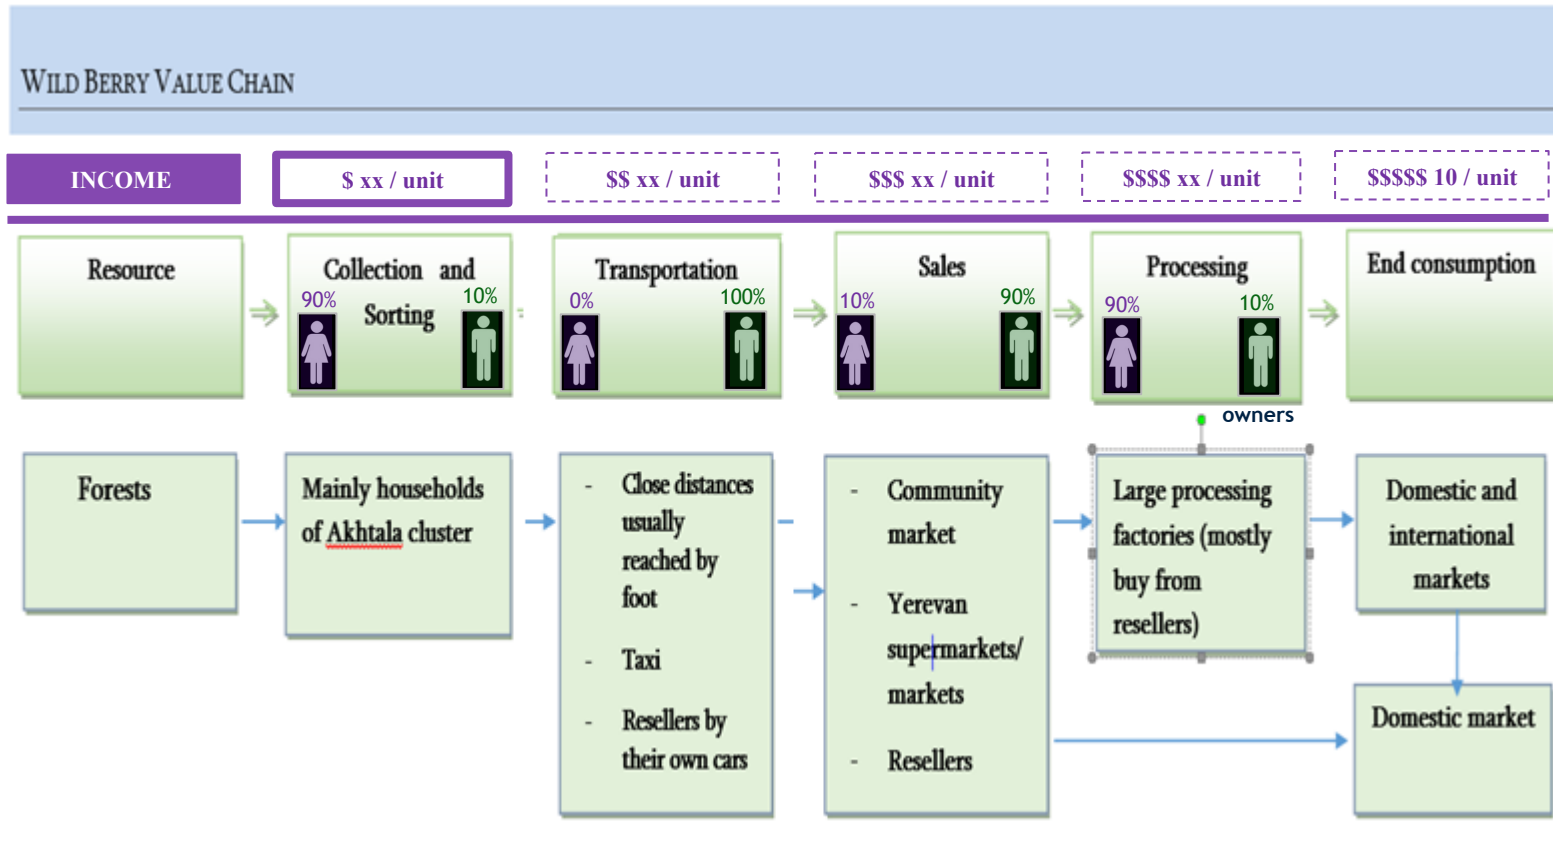 WILD BERRY VALUE CHAIN
INCOME
$ xx / unit
$$ xx / unit
$$$ xx / unit
$$$$ xx / unit
$$$$$ 10 / unit
Resource
Collection and
Sorting
90%
10%
Transportation
0%
100%
Sales
10%
90%
Processing
90%
10%
owners
End consumption
Forests
Mainly households
of Akhtala cluster
- Close distances
usually
reached by
foot
- Taxi
- Resellers by
their own cars
- Community
market
- Yerevan
supermarkets/
markets
- Resellers
Large processing
factories (mostly
buy from
resellers)
Domestic and
international
markets
Domestic market